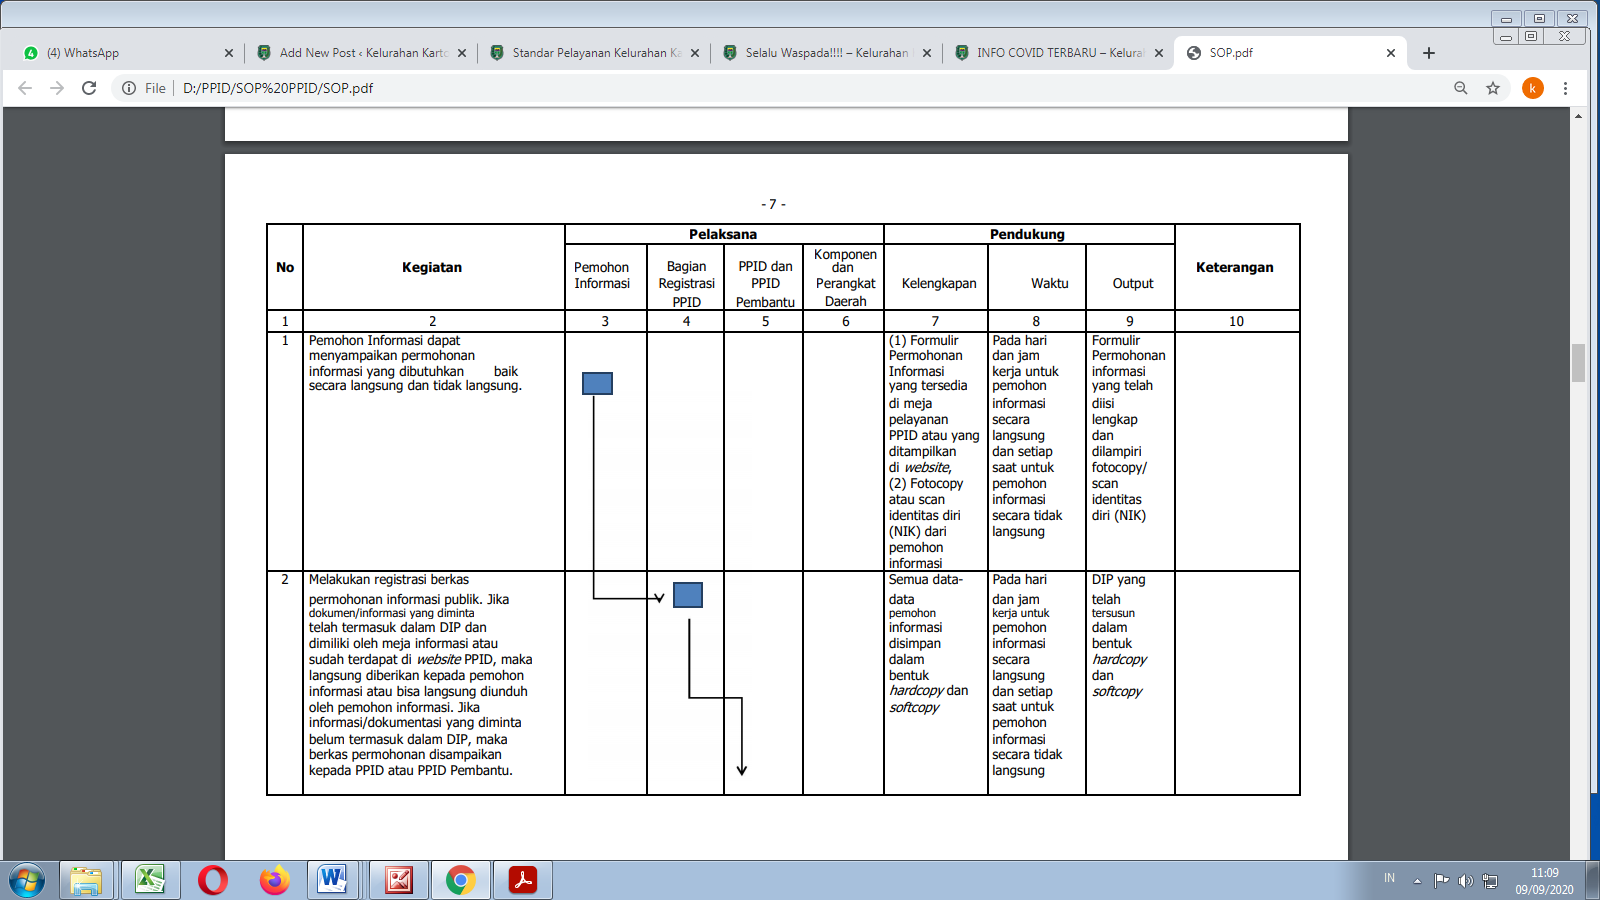 (4) WhatsApp
Add New Post ‹ Kelurahan Karto
Standar Pelayanan Kelurahan Ka
Selalu Waspada!!!! – Kelurahan
INFO COVID TERBARU – Kelurah
SOP.pdf
File
D:/PPID/SOP%20PPID/SOP.pdf
k
- 7 -
No
Kegiatan
Pelaksana
Pendukung
Keterangan
Pemohon
Informasi
Bagian
Registrasi
PPID
PPID dan
PPID
Pembantu
Komponen
dan
Perangkat
Daerah
Kelengkapan
Waktu
Output
1 2 3 4 5 6 7 8 9 10
1
Pemohon Informasi dapat
menyampaikan permohonan
informasi yang dibutuhkan baik
secara langsung dan tidak langsung.
(1) Formulir
Permohonan
Informasi
yang tersedia
di meja
pelayanan
PPID atau yang
ditampilkan
di website,
(2) Fotocopy
atau scan
identitas diri
(NIK) dari
pemohon
informasi
Pada hari
dan jam
kerja untuk
pemohon
informasi
secara
langsung
dan setiap
saat untuk
pemohon
informasi
secara tidak
langsung
Formulir
Permohonan
informasi
yang telah
diisi
lengkap
dan
dilampiri
fotocopy/
scan
identitas
diri (NIK)
2
Melakukan registrasi berkas
permohonan informasi publik. Jika
dokumen/informasi yang diminta
telah termasuk dalam DIP dan
dimiliki oleh meja informasi atau
sudah terdapat di website PPID, maka
langsung diberikan kepada pemohon
informasi atau bisa langsung diunduh
oleh pemohon informasi. Jika
informasi/dokumentasi yang diminta
belum termasuk dalam DIP, maka
berkas permohonan disampaikan
kepada PPID atau PPID Pembantu.
Semua data-
data
pemohon
informasi
disimpan
dalam
bentuk
hardcopy dan
softcopy
Pada hari
dan jam
kerja untuk
pemohon
informasi
secara
langsung
dan setiap
saat untuk
pemohon
informasi
secara tidak
langsung
DIP yang
telah
tersusun
dalam
bentuk
hardcopy
dan
softcopy
IN
11:09
09/09/2020